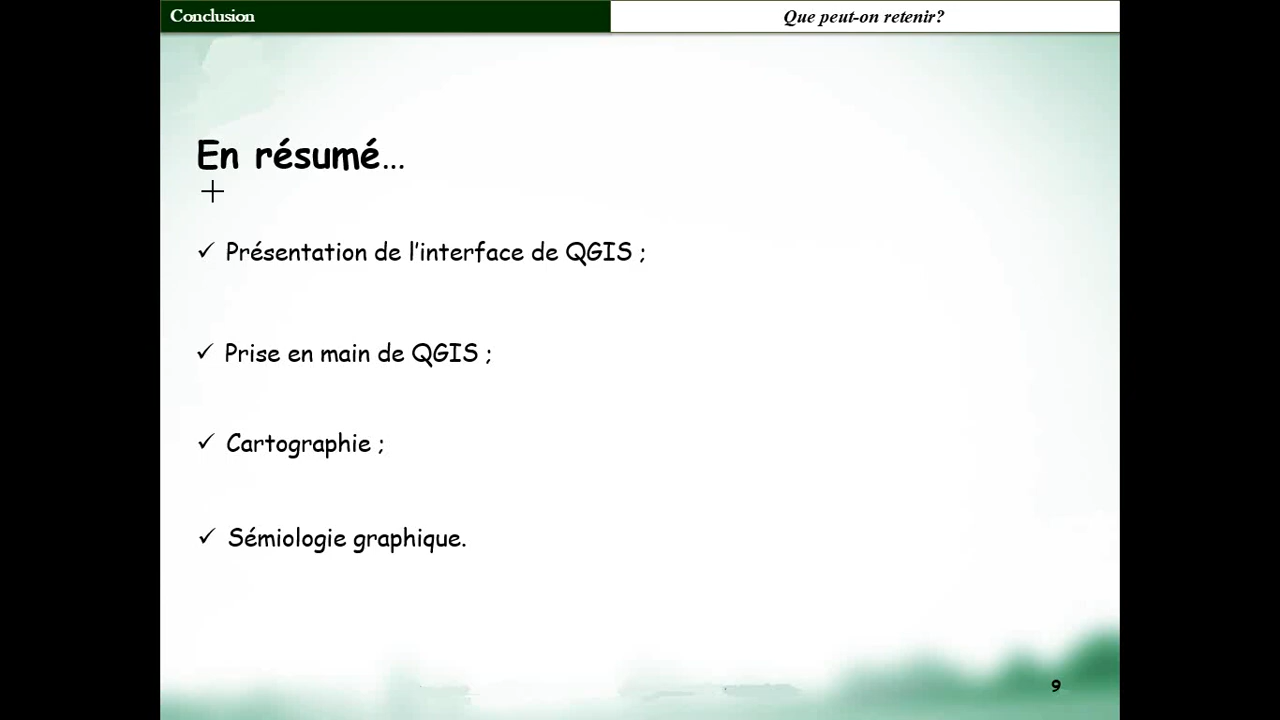 Conclusion
Que peut-on retenir?
En résumé...
✓ Présentation de l'interface de QGIS ;
✓ Prise en main de QGIS ;
✓ Cartographie ;
✓ Sémiologie graphique.
9